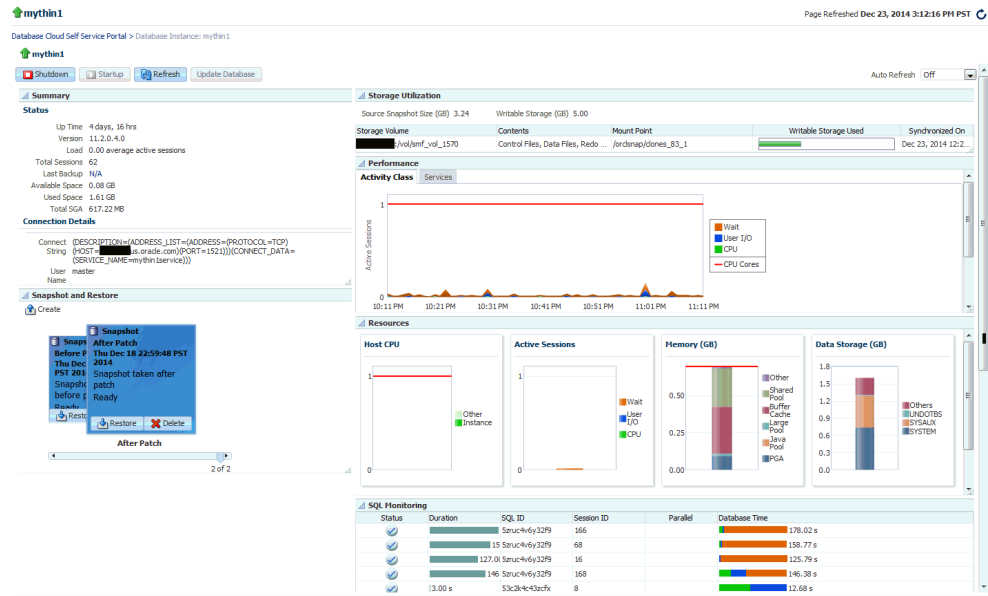 mythin1
Page Refreshed Dec 23, 2014 3:12:16 PM PST
Database Cloud Self Service Portal > Database Instance: mythin1
mythin1
Shutdown Startup Refresh Update Database
Auto Refresh Off
Summary
Status
Up Time 4 days, 16 hrs
Version 11.2.0.4.0
Load 0.00 average active sessions
Total Sessions 62
Last Backup N/A
Available Space 0.08 GB
Used Space 1.61 GB
Total SGA 617.22 MB
Connection Details
Connect String (DESCRIPTION=(ADDRESS_LIST=(ADDRESS=(PROTOCOL=TCP)
(HOST= us.oracle.com)(PORT=1521)))(CONNECT_DATA=
(SERVICE_NAME=mythin1service)))
User Name master
Snapshot and Restore
Create
Snaps
Before P
Thu Dec
PST 201
Snapsho
before p
Ready
Resto
Snapshot
After Patch
Thu Dec 18 22:59:48 PST
2014
Snapshot taken after
patch
Ready
Restore Delete
After Patch
2 of 2
Storage Utilization
Source Snapshot Size (GB) 3.24 Writable Storage (GB) 5.00
Storage Volume Contents Mount Point Writable Storage Used Synchronized On
:/vol/smf_vol_1570 Control Files, Data Files, Redo ... /ordsnap/clones_83_1 Dec 23, 2014 12:2...
Performance
Activity Class Services
Active Sessions
1
0
10:11 PM 10:21 PM 10:31 PM 10:41 PM 10:51 PM 11:01 PM 11:11 PM
Wait
User I/O
CPU
CPU Cores
Resources
Host CPU
1
0
Other
Instance
Active Sessions
1
0
Wait
User
I/O
CPU
Memory (GB)
0.50
0.25
0.00
Other
Shared
Pool
Buffer
Cache
Large
Pool
Java
Pool
PGA
Data Storage (GB)
1.8
1.5
1.2
0.9
0.6
0.3
0.0
Others
UNDOTBS
SYSAUX
SYSTEM
SQL Monitoring
Status Duration SQL ID Session ID Parallel Database Time
5zruc4v6y32f9 166 178.02 s
15 5zruc4v6y32f9 68 158.77 s
127.0( 5zruc4v6y32f9 16 125.79 s
146 5zruc4v6y32f9 168 146.38 s
3.00 s 53c2k4c43zcfx 8 12.68 s